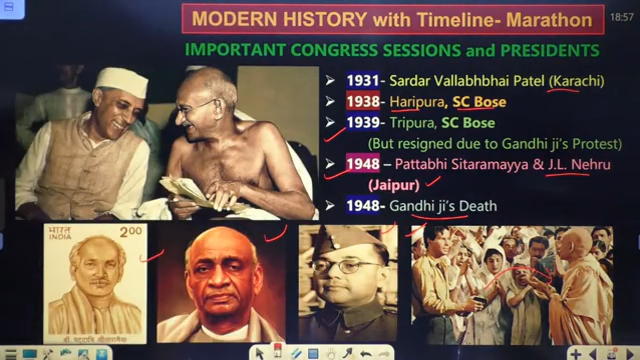 MODERN HISTORY with Timeline- Marathon
18:57
IMPORTANT CONGRESS SESSIONS and PRESIDENTS
➢ 1931- Sardar Vallabhbhai Patel (Karachi)
➢ 1938- Haripura, SC Bose
➢ 1939- Tripura, SC Bose
(But resigned due to Gandhi ji's Protest)
➢ 1948 – Pattabhi Sitaramayya & J.L. Nehru
(Jaipur)
➢ 1948- Gandhi ji's Death
भारत 2.00
INDIA